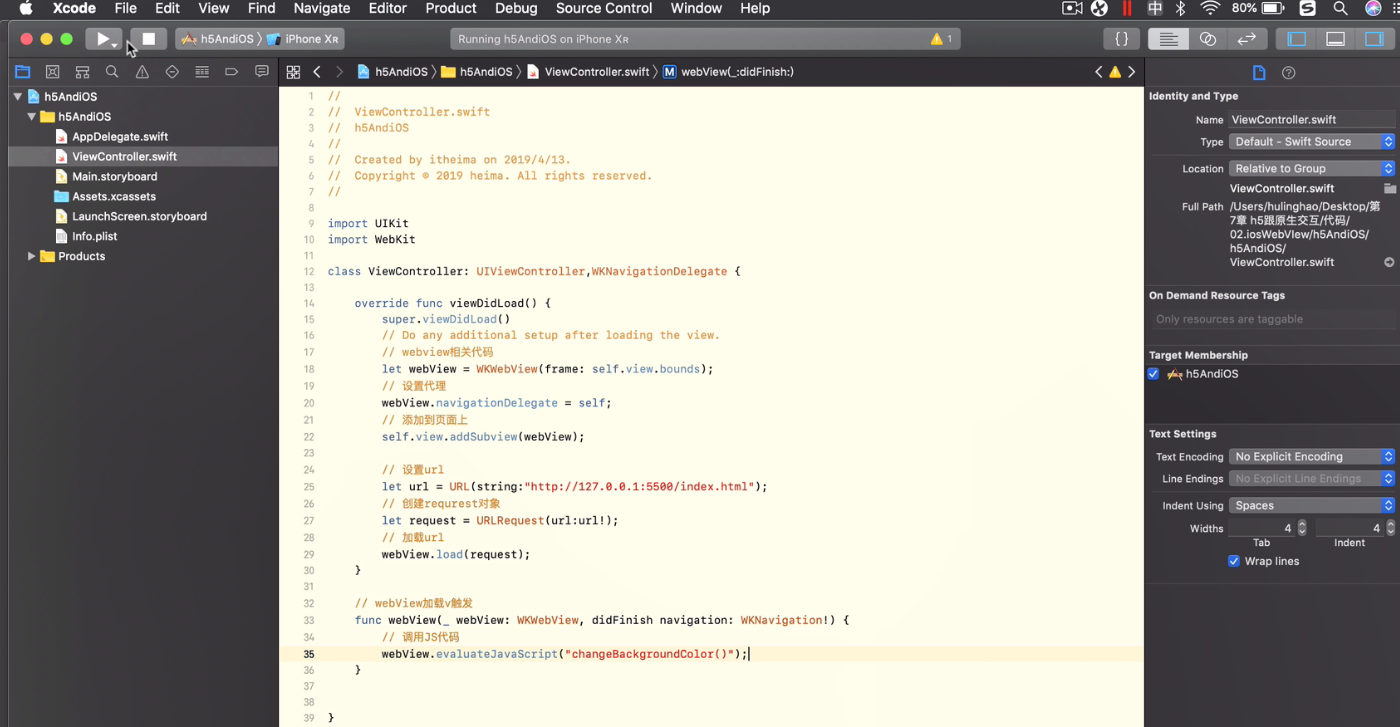 Xcode File Edit View Find Navigate Editor Product Debug Source Control Window Help 中 80% S
h5AndiOS 〉 iPhone XR
Running h5AndiOS on iPhone XR
1
{}
h5AndiOS 〉 h5AndiOS 〉 ViewController.swift 〉 M webView(_:didFinish:)
h5AndiOS
h5AndiOS
AppDelegate.swift
ViewController.swift
Main.storyboard
Assets.xcassets
LaunchScreen.storyboard
Info.plist
Products
1 //
2 // ViewController.swift
3 // h5AndiOS
4 //
5 // Created by itheima on 2019/4/13.
6 // Copyright © 2019 heima. All rights reserved.
7 //
8
9 import UIKit
10 import WebKit
11
12 class ViewController: UIViewController,WKNavigationDelegate {
13
14 override func viewDidLoad() {
15 super.viewDidLoad()
16 // Do any additional setup after loading the view.
17 // webview相关代码
18 let webView = WKWebView(frame: self.view.bounds);
19 // 设置代理
20 webView.navigationDelegate = self;
21 // 添加到页面上
22 self.view.addSubview(webView);
23
24 // 设置url
25 let url = URL(string:"http://127.0.0.1:5500/index.html");
26 // 创建requrest对象
27 let request = URLRequest(url:url!);
28 // 加载url
29 webView.load(request);
30 }
31
32 // webView加载v触发
33 func webView(_ webView: WKWebView, didFinish navigation: WKNavigation!) {
34 // 调用JS代码
35 webView.evaluateJavaScript("changeBackgroundColor()");
36 }
37
38
39 }
Identity and Type
Name ViewController.swift
Type Default - Swift Source
Location Relative to Group
ViewController.swift
Full Path /Users/hulinghao/Desktop/第
7章 h5跟原生交互/代码/
02.iosWebVIew/h5AndiOS/
h5AndiOS/
ViewController.swift
On Demand Resource Tags
Only resources are taggable
Target Membership
h5AndiOS
Text Settings
Text Encoding No Explicit Encoding
Line Endings No Explicit Line Endings
Indent Using Spaces
Widths 4 4
Tab Indent
Wrap lines